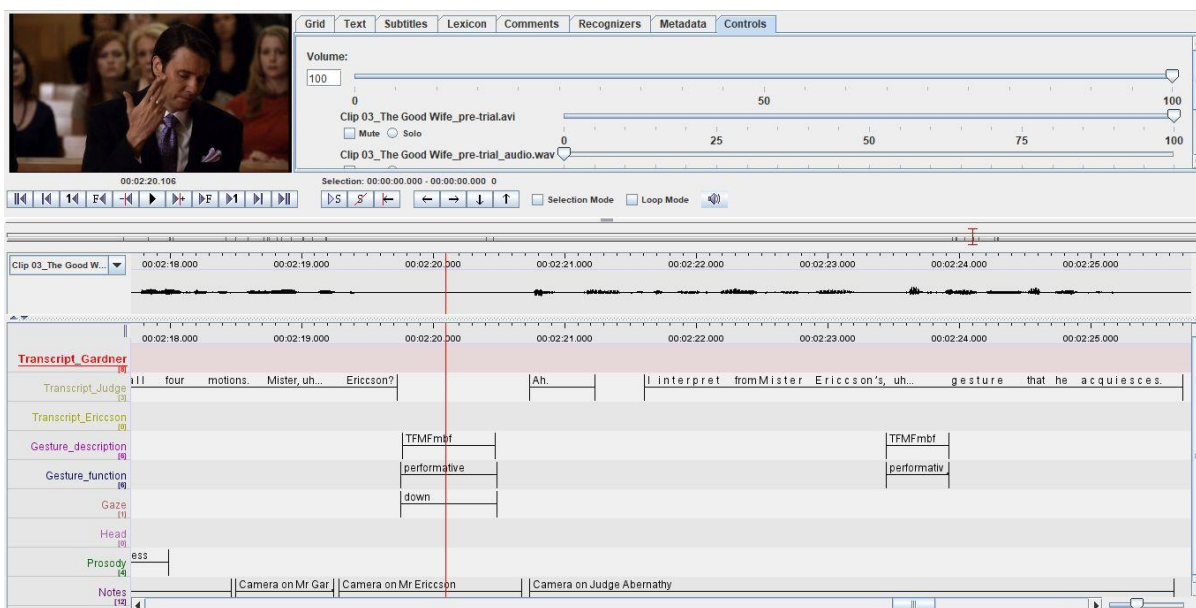 Grid Text Subtitles Lexicon Comments Recognizers Metadata Controls
Volume:
100
0 50 100
Clip 03_The Good Wife_pre-trial.avi
Mute Solo
0 25 50 75 100
Clip 03_The Good Wife_pre-trial_audio.wav
00:02:20.106 Selection: 00:00:00.000 - 00:00:00.000 0
S S Selection Mode Loop Mode
Clip 03_The Good W... 00:02:18.000 00:02:19.000 00:02:20.000 00:02:21.000 00:02:22.000 00:02:23.000 00:02:24.000 00:02:25.000
00:02:18.000 00:02:19.000 00:02:20.000 00:02:21.000 00:02:22.000 00:02:23.000 00:02:24.000 00:02:25.000
Transcript_Gardner
Transcript_Judge all four motions. Mister, uh... Ericsson? Ah. I interpret from Mister Ericcson's, uh... gesture that he acquiesces.
[3]
Transcript_Ericcson
[0]
Gesture_description TFMFmbf TFMFmbf
[6]
Gesture_function performative performativ
[6]
Gaze down
[1]
Head
[0]
Prosody ess
[4]
Notes Camera on Mr Gar Camera on Mr Ericcson Camera on Judge Abernathy
[12]